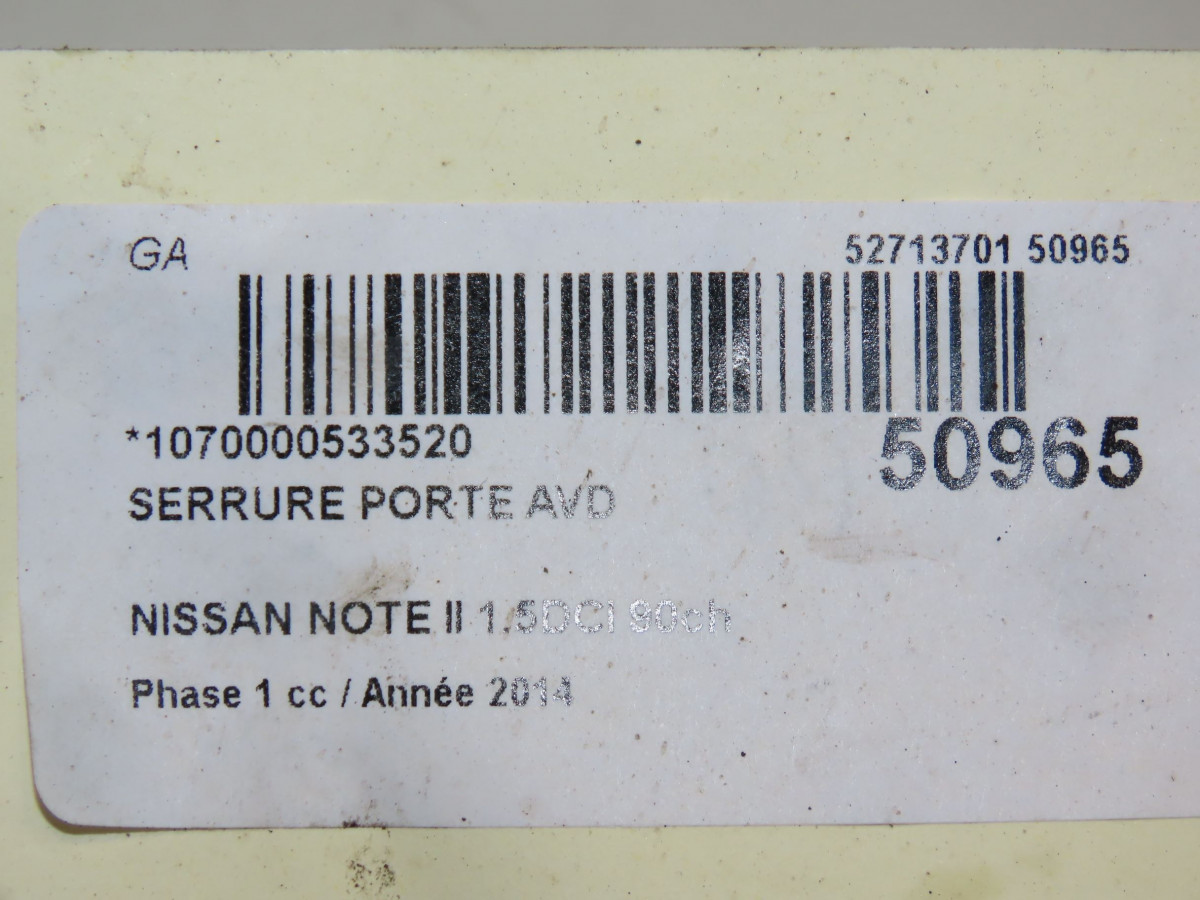 GA
52713701 50965
*1070000533520
50965
SERRURE PORTE AVD
NISSAN NOTE II 1.5DCI 90ch
Phase 1 cc / Année 2014